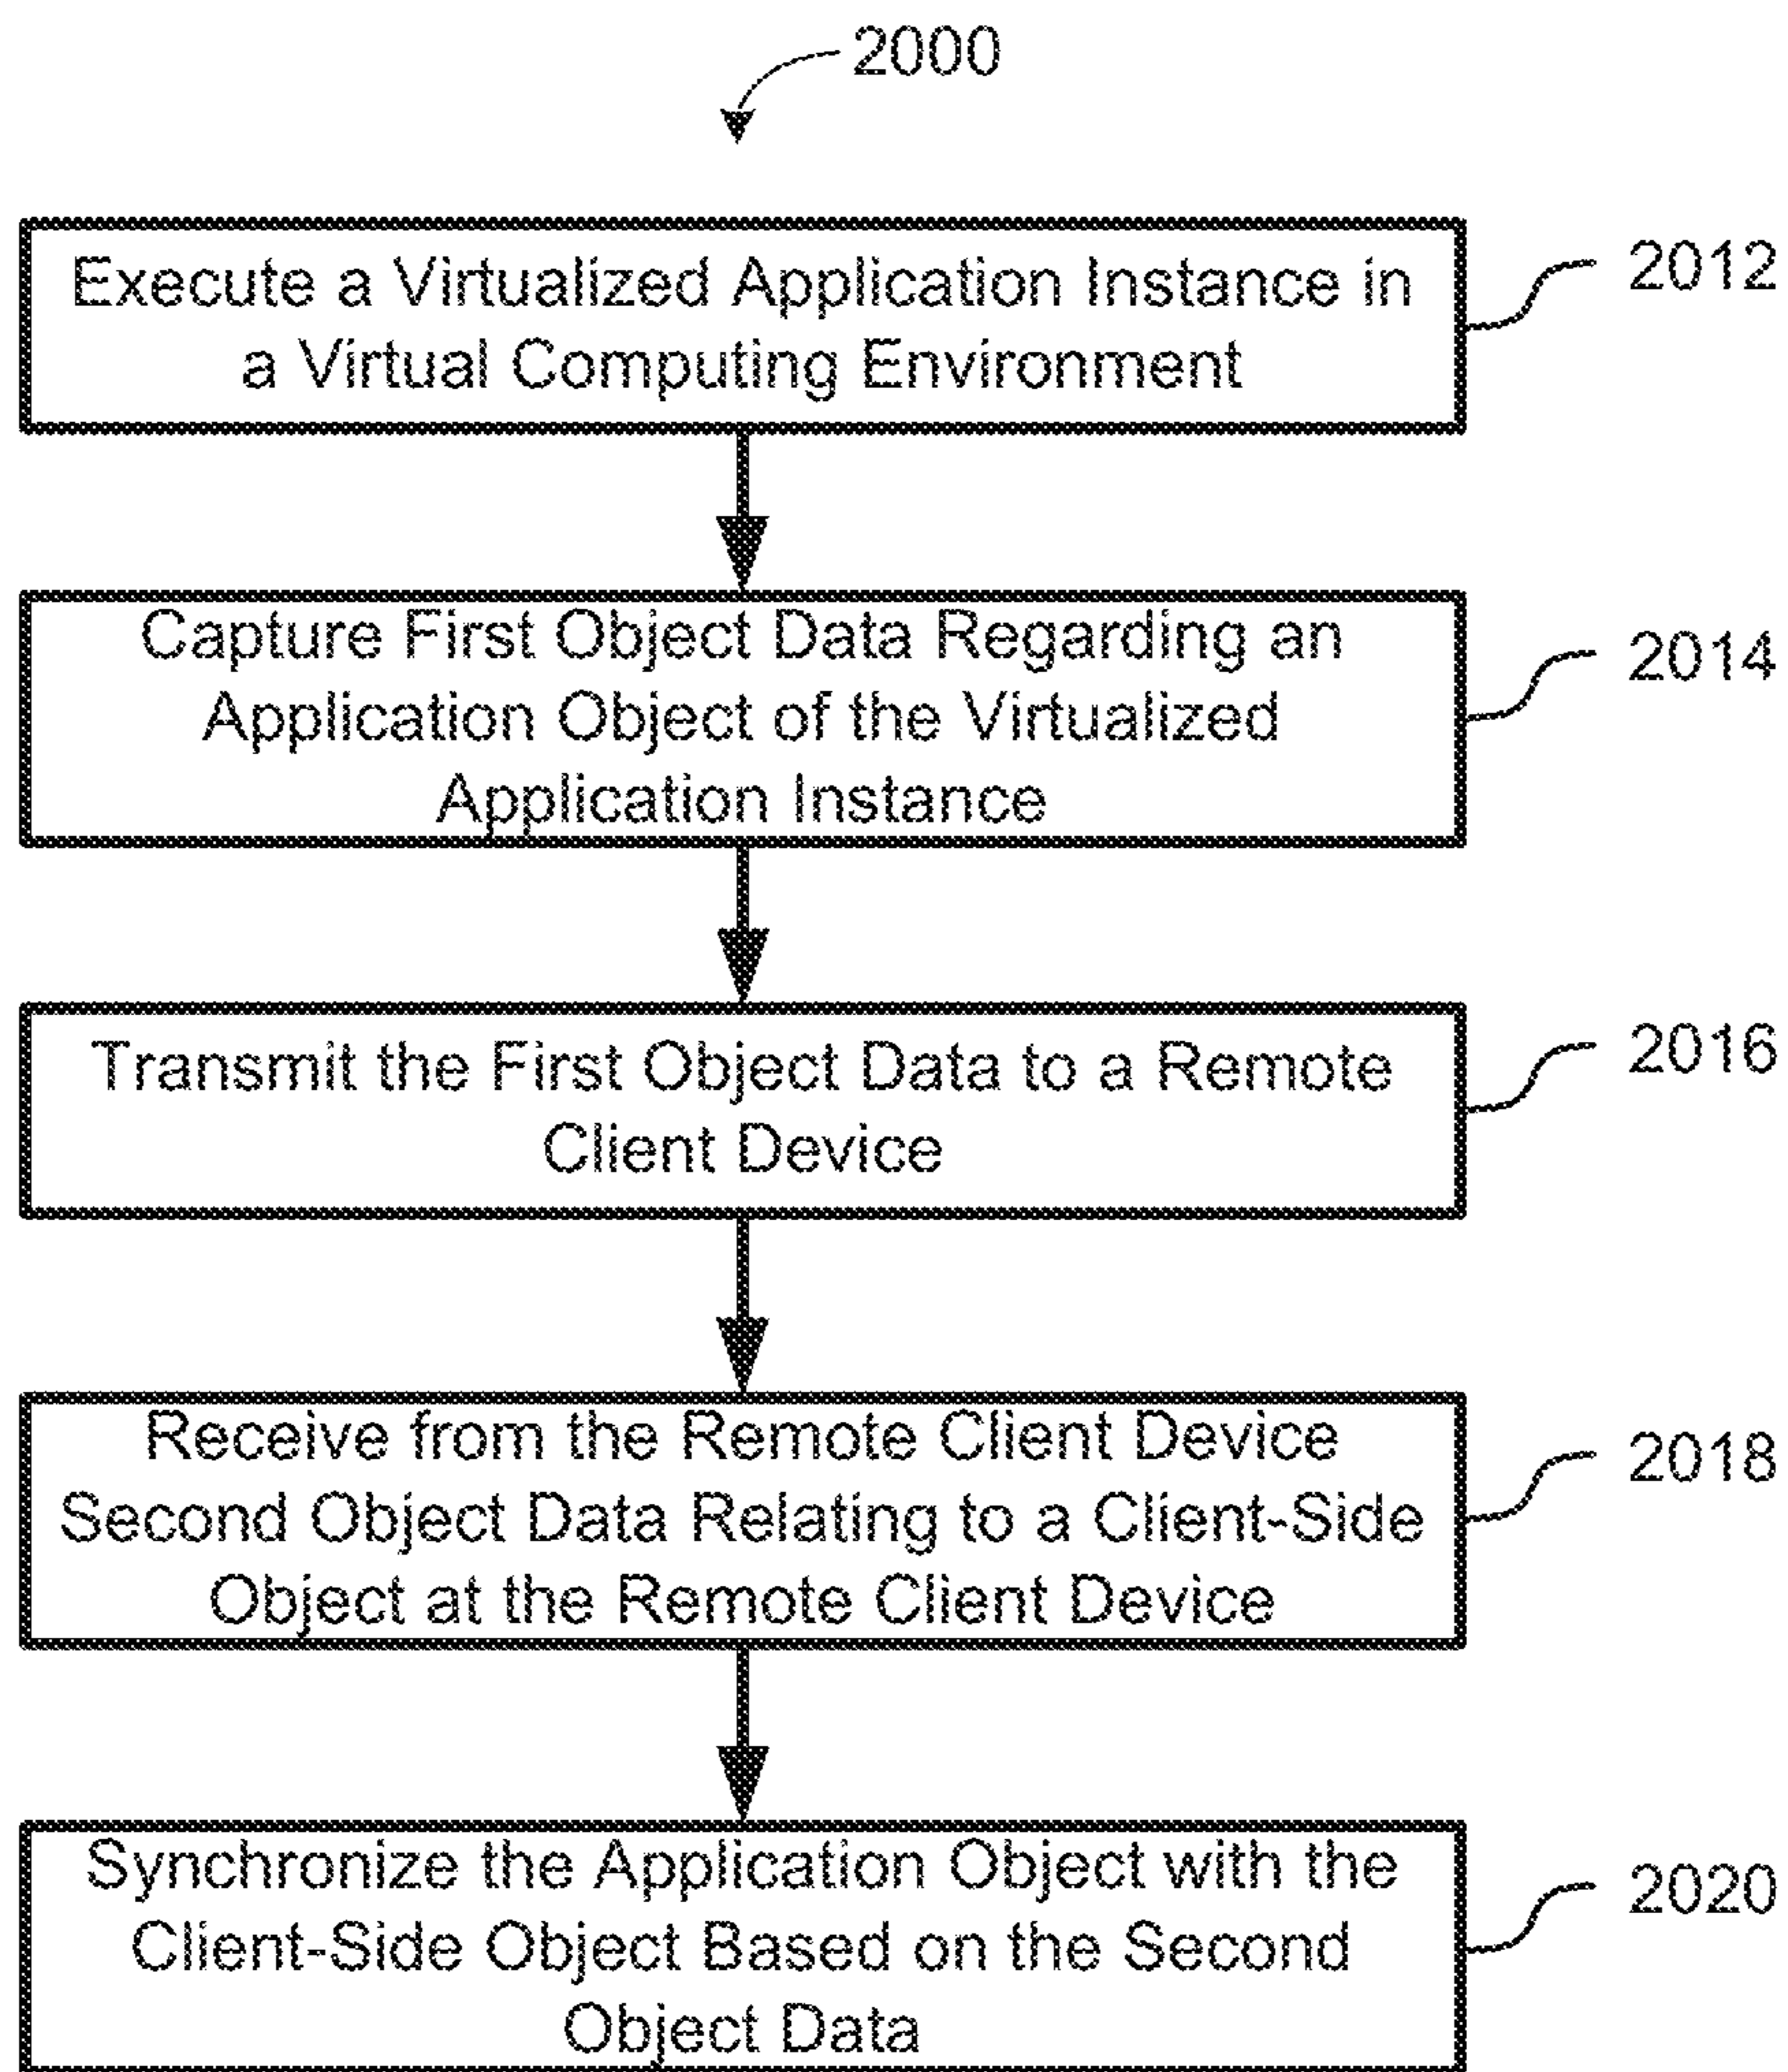 2000
Execute a Virtualized Application Instance in
a Virtual Computing Environment
2012
Capture First Object Data Regarding an
Application Object of the Virtualized
Application Instance
2014
Transmit the First Object Data to a Remote
Client Device
2016
Receive from the Remote Client Device
Second Object Data Relating to a Client-Side
Object at the Remote Client Device
2018
Synchronize the Application Object with the
Client-Side Object Based on the Second
Object Data
2020